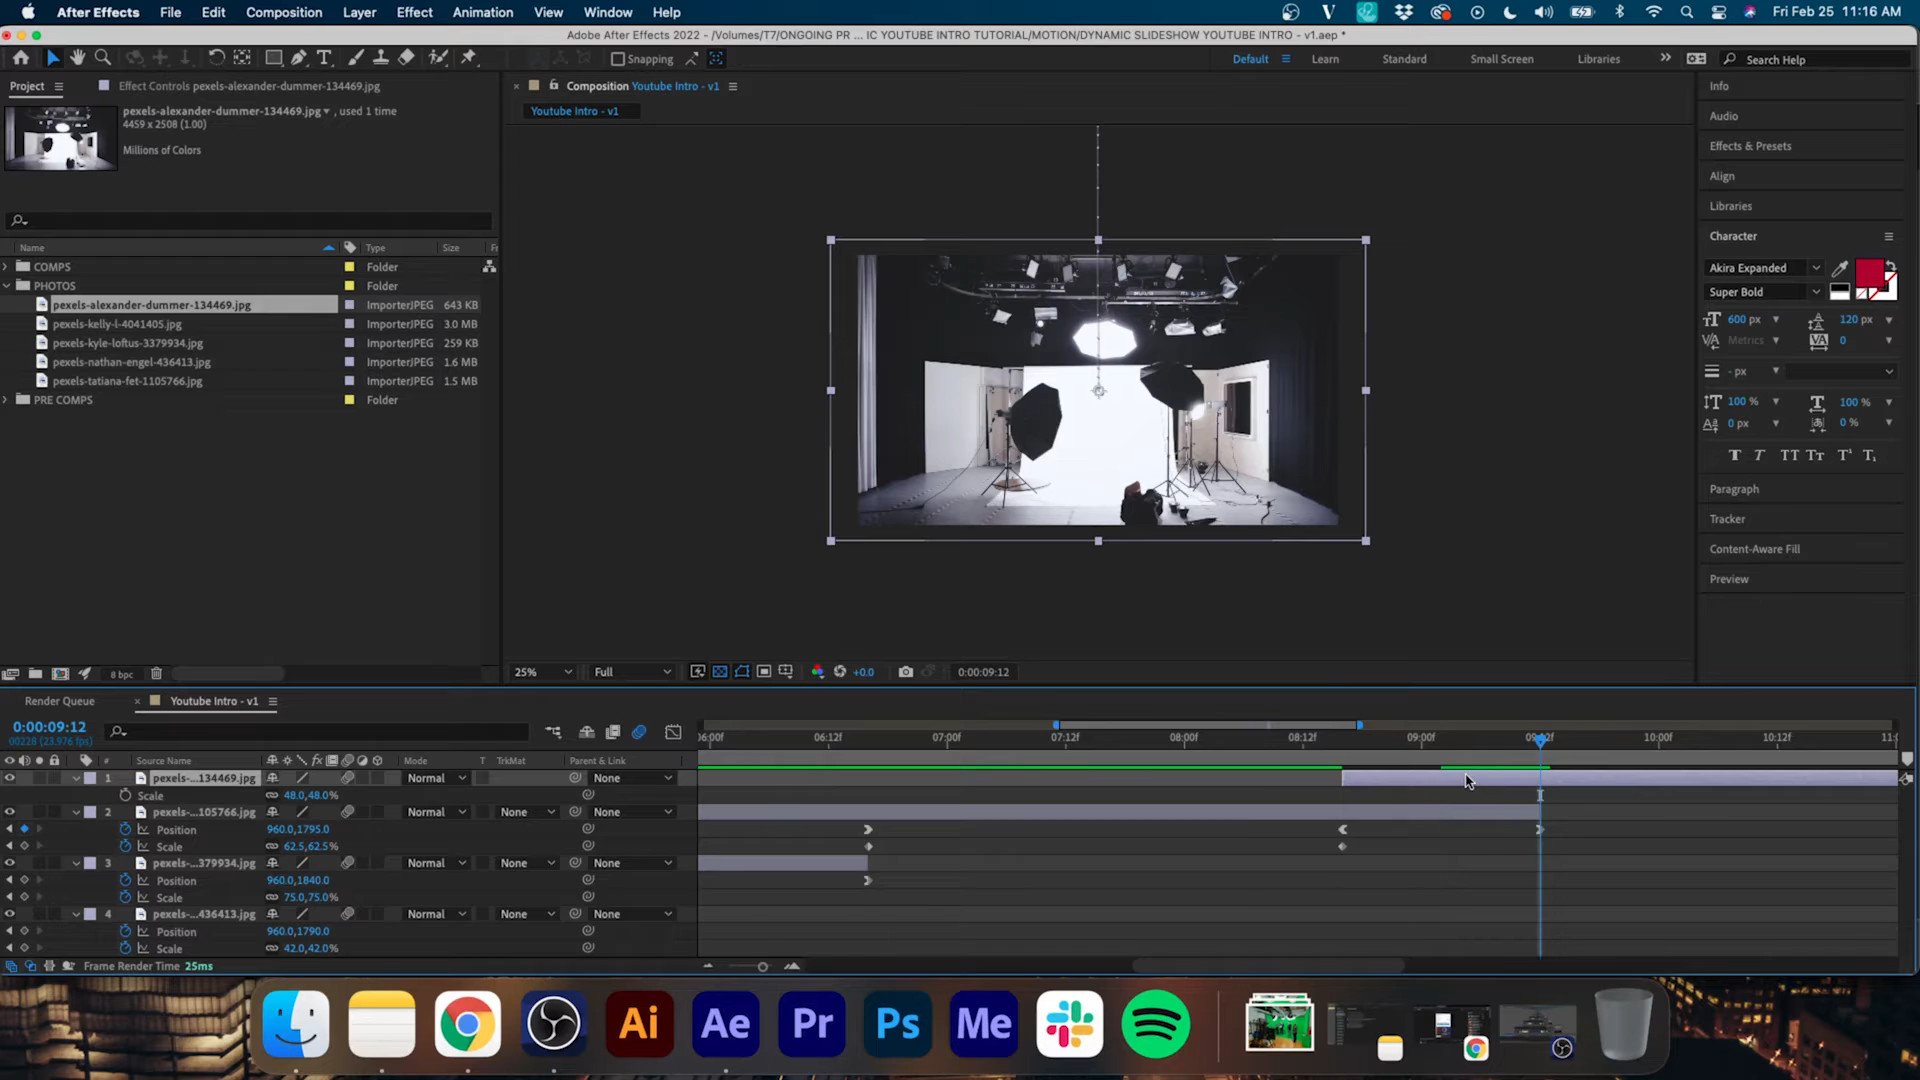 After Effects File Edit Composition Layer Effect Animation View Window Help Fri Feb 25 11:16 AM
Adobe After Effects 2022 - /Volumes/T7/ONGOING PR ... IC YOUTUBE INTRO TUTORIAL/MOTION/DYNAMIC SLIDESHOW YOUTUBE INTRO - v1.aep *
Snapping Default Learn Standard Small Screen Libraries Search Help
Project Effect Controls pexels-alexander-dummer-134469.jpg Composition Youtube Intro - v1 Info
pexels-alexander-dummer-134469.jpg , used 1 time Youtube Intro - v1
4459 x 2508 (1.00) Audio
Millions of Colors Effects & Presets
Align
Libraries
Name Type Size Character
COMPS Folder
PHOTOS Folder Akira Expanded
pexels-alexander-dummer-134469.jpg ImporterJPEG 643 KB Super Bold
pexels-kelly-l-4041405.jpg ImporterJPEG 3.0 MB 600 px 120 px
pexels-kyle-loftus-3379934.jpg ImporterJPEG 259 KB Metrics 0
pexels-nathan-engel-436413.jpg ImporterJPEG 1.6 MB - px
pexels-tatiana-fet-1105766.jpg ImporterJPEG 1.5 MB
PRE COMPS Folder 100 % 100 %
0 px 0 %
T T TT Tт T¹ T₁
Paragraph
Tracker
Content-Aware Fill
Preview
8 bpc 25% Full +0.0 0:00:09:12
Render Queue Youtube Intro - v1
0:00:09:12
00228 (23.976 fps) 06:00f 06:12f 07:00f 07:12f 08:00f 08:12f 09:00f 09:12f 10:00f 10:12f
# Source Name Mode T TrkMat Parent & Link
1 pexels-...134469.jpg Normal None
Scale 48.0,48.0%
2 pexels-...105766.jpg Normal None None
Position 960.0,1795.0
Scale 62.5,62.5%
3 pexels-...379934.jpg Normal None None
Position 960.0,1840.0
Scale 75.0,75.0%
4 pexels-...436413.jpg Normal None None
Position 960.0,1790.0
Scale 42.0,42.0%
Frame Render Time 25ms
Ai Ae Pr Ps Me